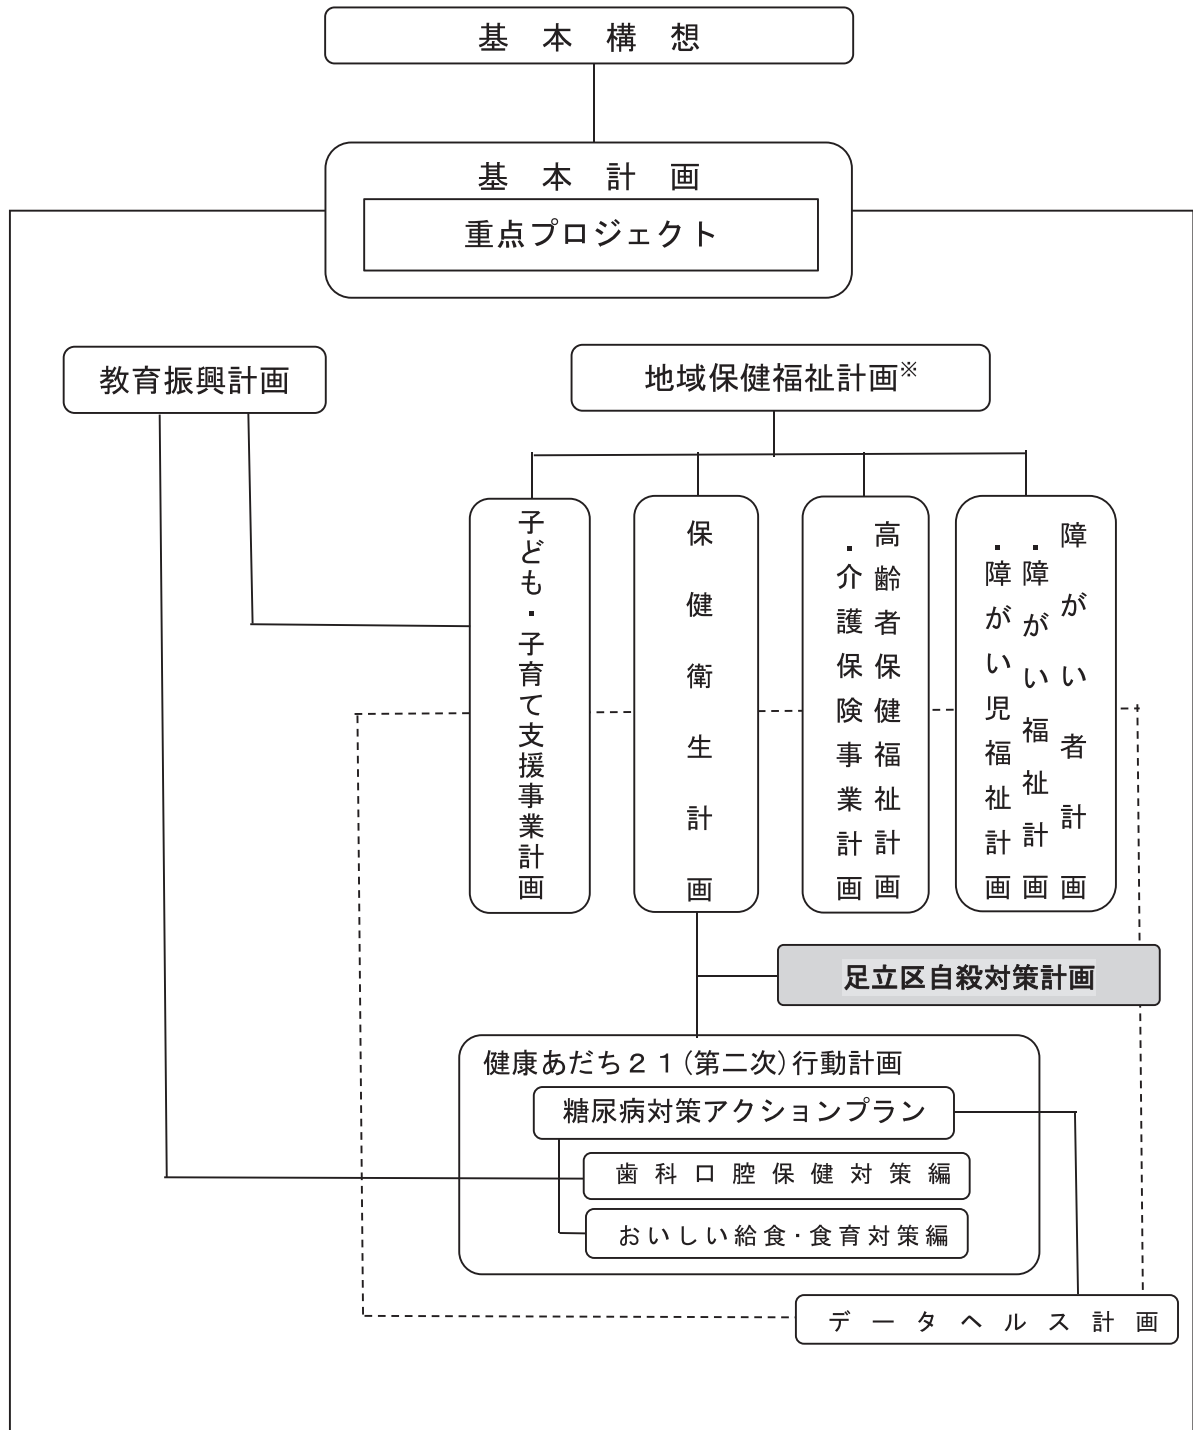 基本構想
基本計画
重点プロジェクト
教育振興計画
地域保健福祉計画※
子ども・子育て支援事業計画
保健衛生計画
高齢者保健福祉計画
・介護保険事業計画
障がい者計画
・障がい福祉計画
・障がい児福祉計画
足立区自殺対策計画
健康あだち２１(第二次)行動計画
糖尿病対策アクションプラン
歯科口腔保健対策編
おいしい給食・食育対策編
データヘルス計画